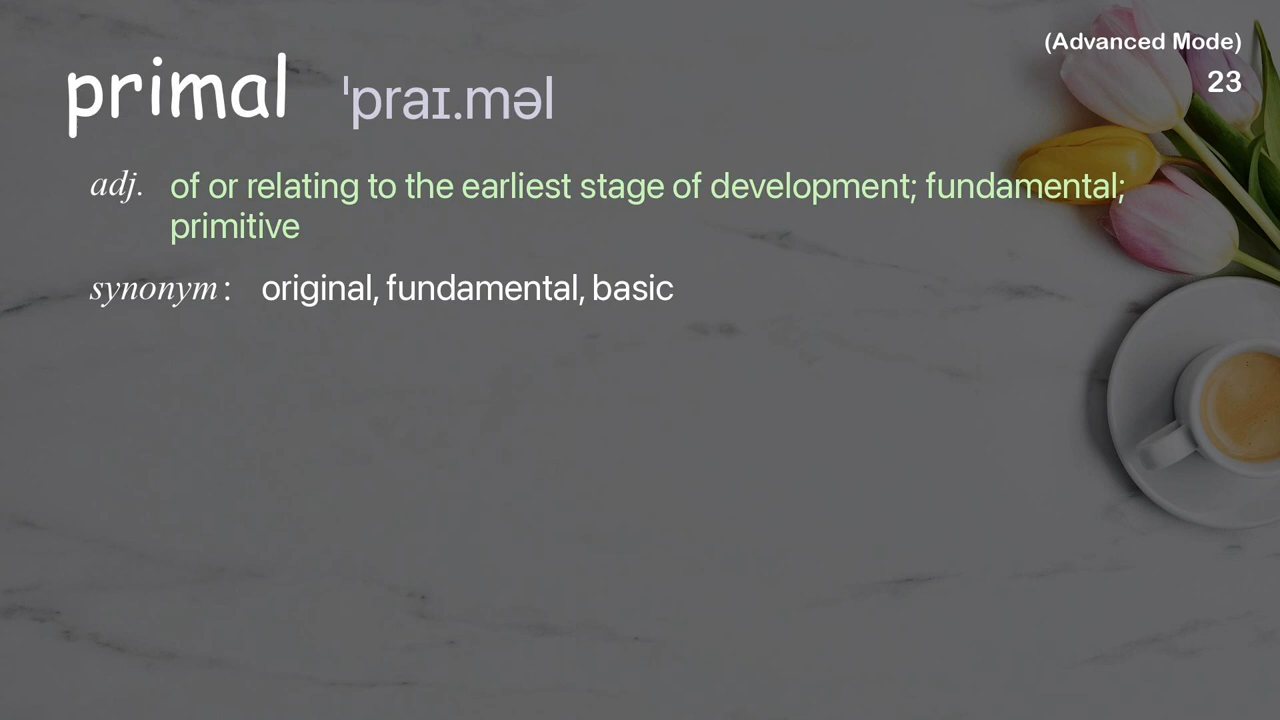 (Advanced Mode)
23
primal ˈpraɪ.məl
adj. of or relating to the earliest stage of development; fundamental;
primitive
synonym: original, fundamental, basic